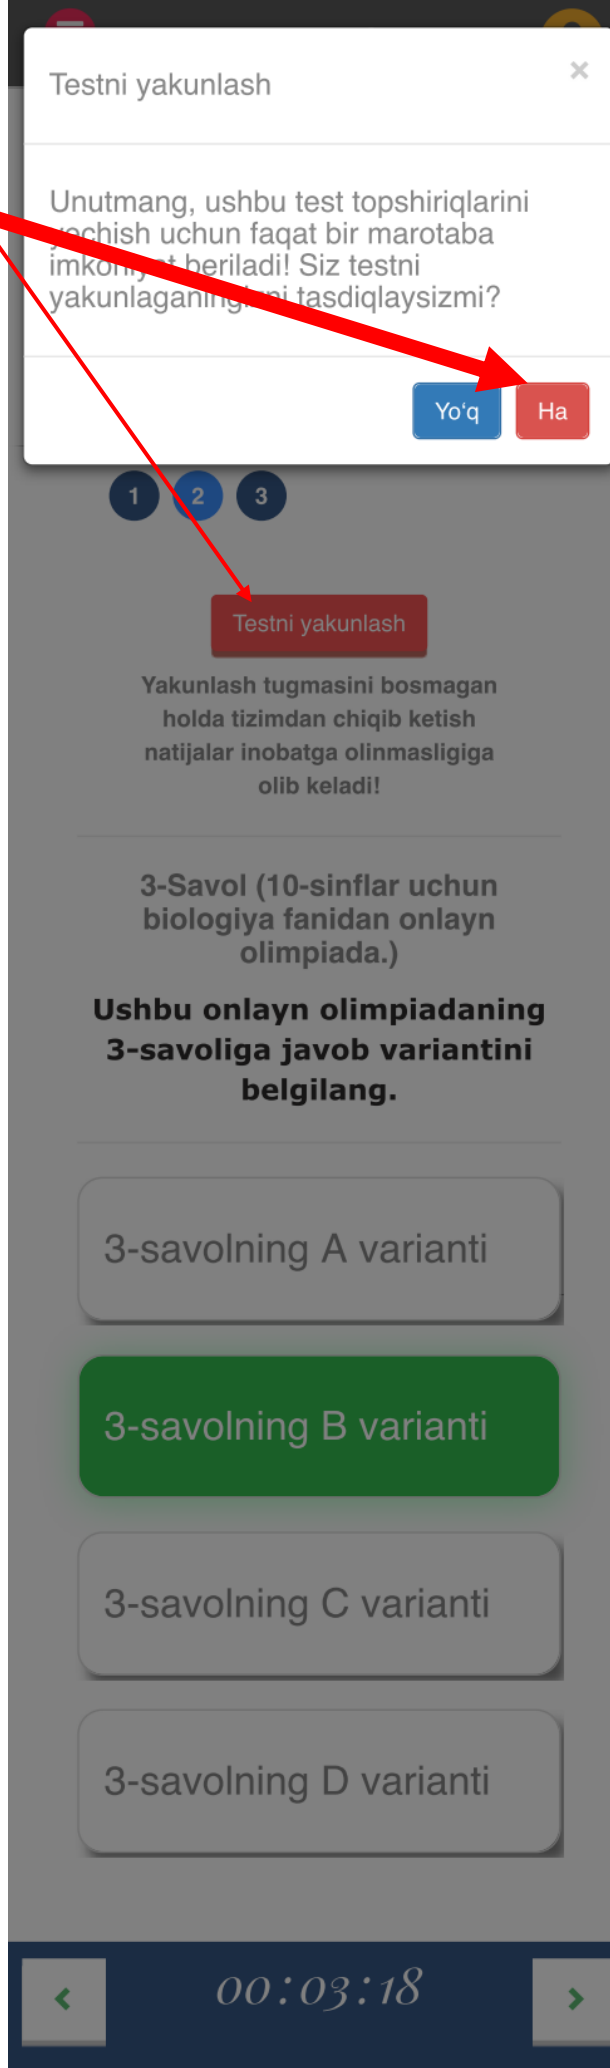 Testni yakunlash
×
Unutmang, ushbu test topshiriqlarini
yechish uchun faqat bir marotaba
imkoniyat beriladi! Siz testni
yakunlaganingizni tasdiqlaysizmi?
Yo‘q Ha
1 2 3
Testni yakunlash
Yakunlash tugmasini bosmagan
holda tizimdan chiqib ketish
natijalar inobatga olinmasligiga
olib keladi!
3-Savol (10-sinflar uchun
biologiya fanidan onlayn
olimpiada.)
Ushbu onlayn olimpiadaning
3-savoliga javob variantini
belgilang.
3-savolning A varianti
3-savolning B varianti
3-savolning C varianti
3-savolning D varianti
00:03:18